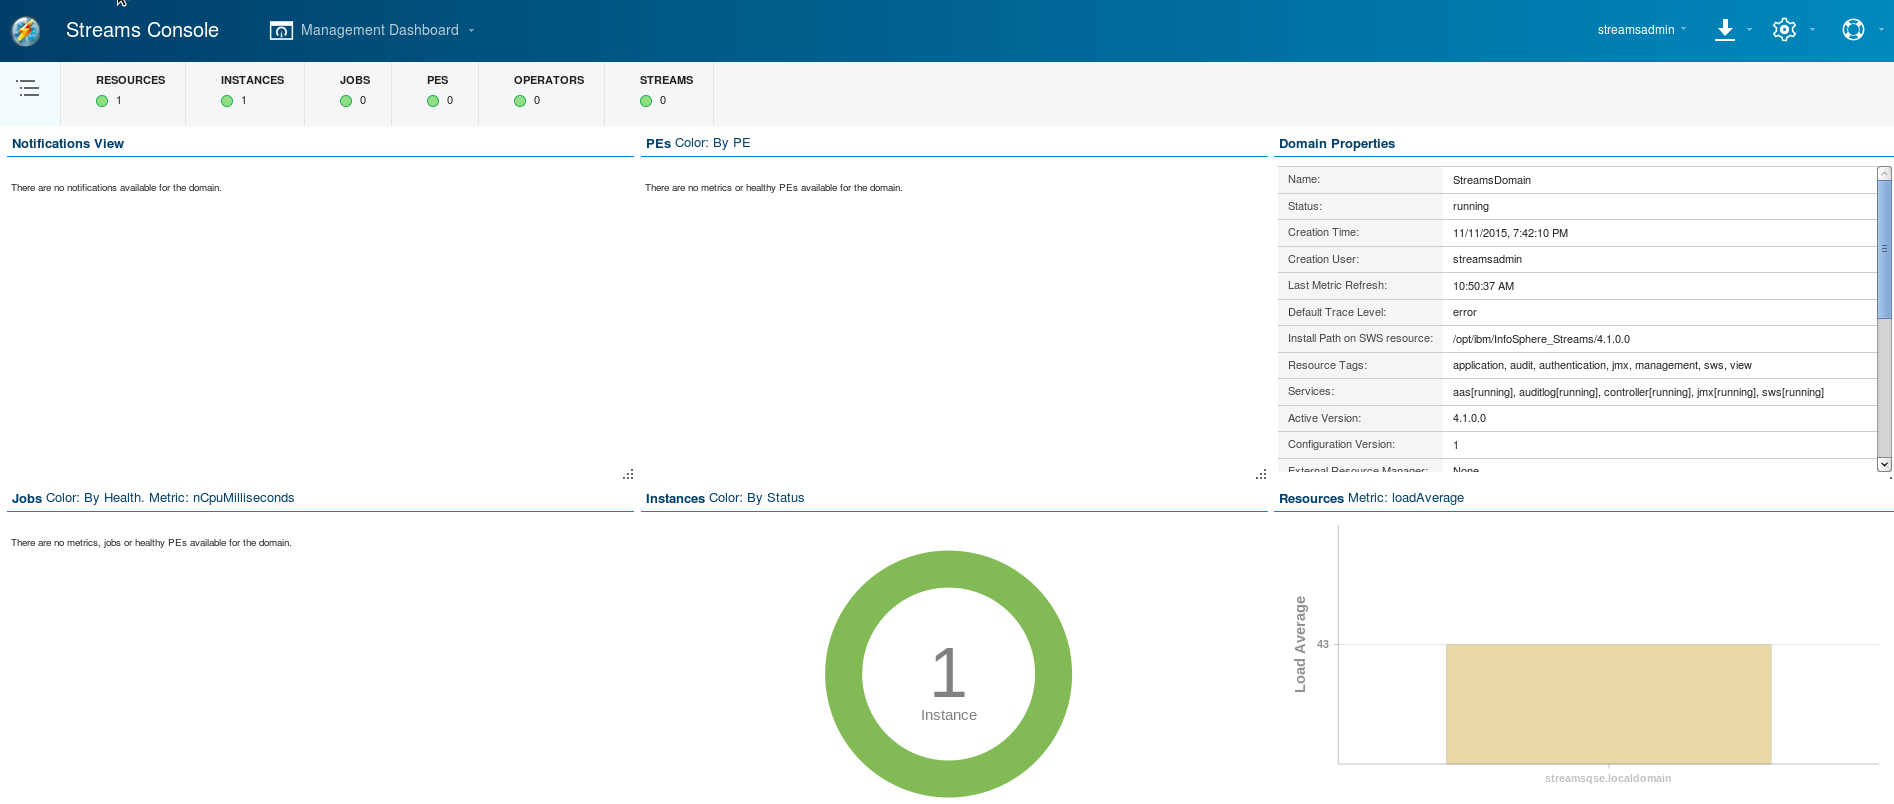 Streams Console
Management Dashboard
streamsadmin
RESOURCES
1
INSTANCES
1
JOBS
0
PES
0
OPERATORS
0
STREAMS
0
Notifications View
There are no notifications available for the domain.
PEs Color: By PE
There are no metrics or healthy PEs available for the domain.
Domain Properties
Name: StreamsDomain
Status: running
Creation Time: 11/11/2015, 7:42:10 PM
Creation User: streamsadmin
Last Metric Refresh: 10:50:37 AM
Default Trace Level: error
Install Path on SWS resource: /opt/ibm/InfoSphere_Streams/4.1.0.0
Resource Tags: application, audit, authentication, jmx, management, sws, view
Services: aas[running], auditlog[running], controller[running], jmx[running], sws[running]
Active Version: 4.1.0.0
Configuration Version: 1
External Resource Manager: None
Jobs Color: By Health. Metric: nCpuMilliseconds
There are no metrics, jobs or healthy PEs available for the domain.
Instances Color: By Status
1
Instance
Resources Metric: loadAverage
Load Average
43
streamsqse.localdomain